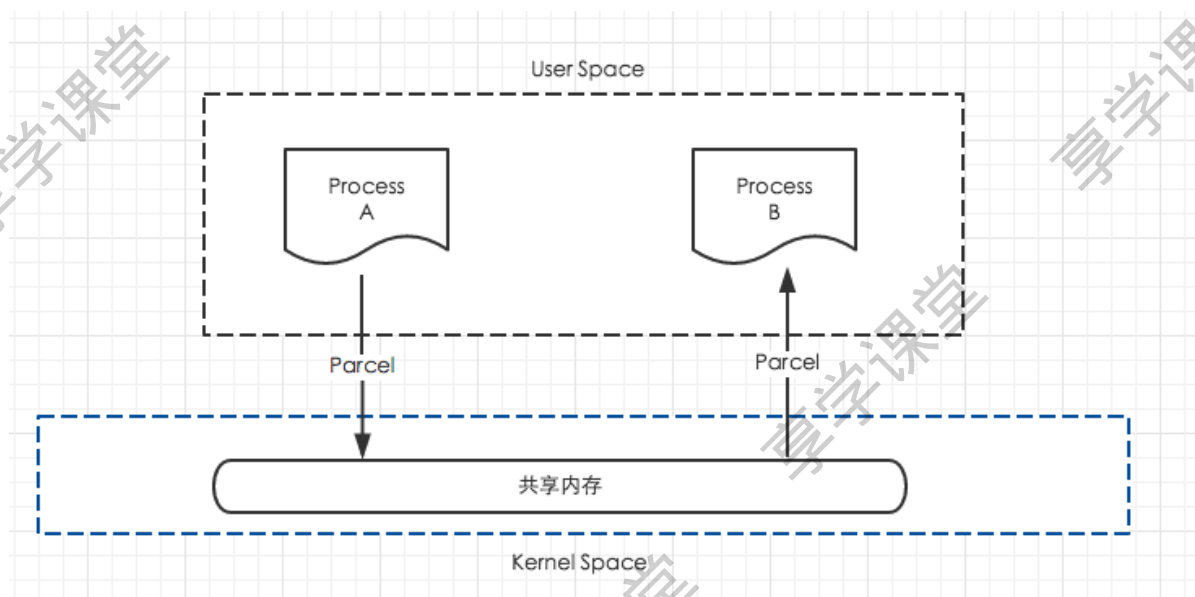 User Space
Process
A
Process
B
Parcel
Parcel
共享内存
Kernel Space
享学课堂
享学课
享学课堂
堂